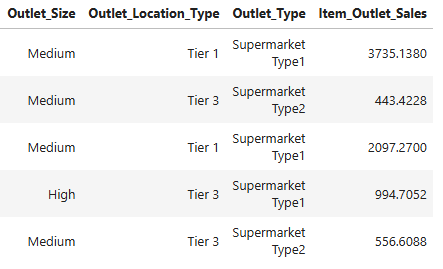 Outlet_Size Outlet_Location_Type Outlet_Type Item_Outlet_Sales
Medium Tier 1 Supermarket Type1 3735.1380
Medium Tier 3 Supermarket Type2 443.4228
Medium Tier 1 Supermarket Type1 2097.2700
High Tier 3 Supermarket Type1 994.7052
Medium Tier 3 Supermarket Type2 556.6088